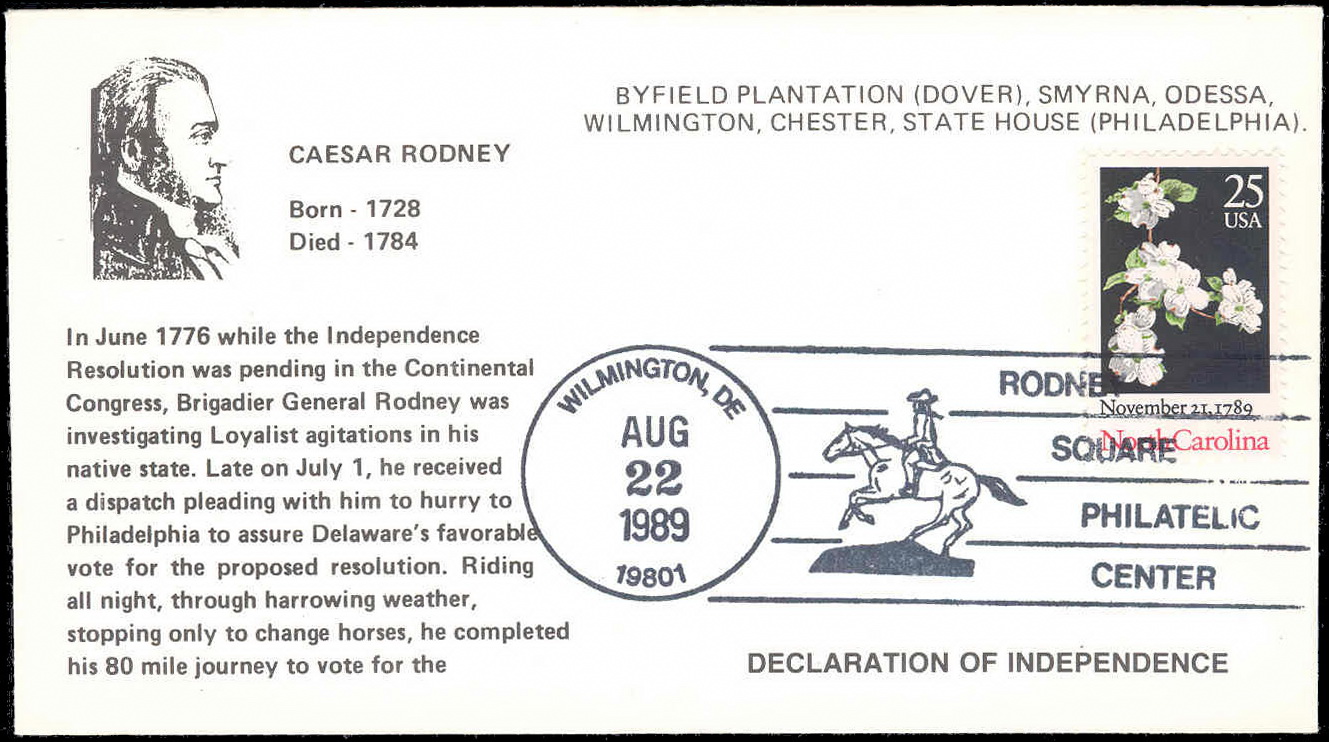 BYFIELD PLANTATION (DOVER), SMYRNA, ODESSA,
WILMINGTON, CHESTER, STATE HOUSE (PHILADELPHIA).
CAESAR RODNEY
Born - 1728
Died - 1784
25
USA
November 21, 1789
North Carolina
In June 1776 while the Independence
Resolution was pending in the Continental
Congress, Brigadier General Rodney was
investigating Loyalist agitations in his
native state. Late on July 1, he received
a dispatch pleading with him to hurry to
Philadelphia to assure Delaware's favorable
vote for the proposed resolution. Riding
all night, through harrowing weather,
stopping only to change horses, he completed
his 80 mile journey to vote for the
DECLARATION OF INDEPENDENCE
WILMINGTON, DE
AUG
22
1989
19801
RODNEY
SQUARE
PHILATELIC
CENTER